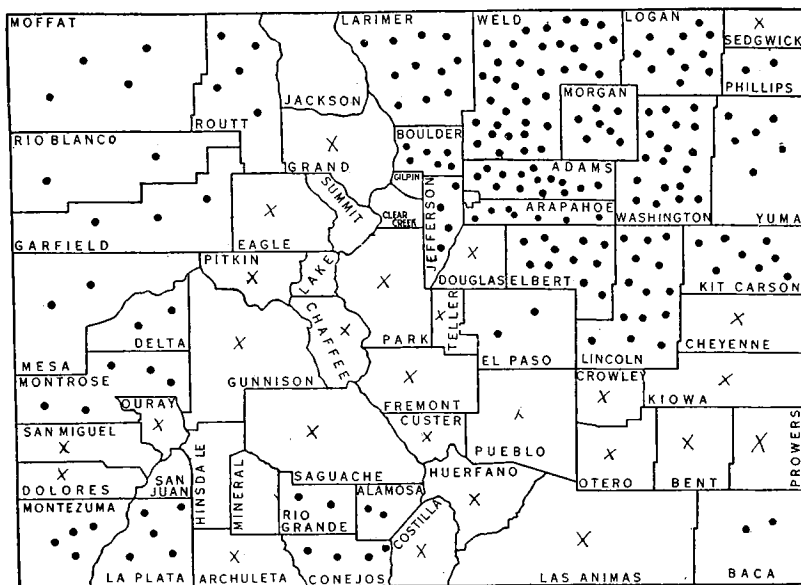 MOFFAT
LARIMER
WELD
LOGAN
SEDGWICK
PHILLIPS
JACKSON
MORGAN
ROUTT
RIO BLANCO
BOULDER
GRAND
GILPIN
ADAMS
SUMMIT
CLEAR CREEK
JEFFERSON
ARAPAHOE
WASHINGTON
YUMA
GARFIELD
EAGLE
PITKIN
LAKE
DOUGLAS
ELBERT
KIT CARSON
CHAFFEE
PARK
TELLER
DELTA
MESA
EL PASO
LINCOLN
CHEYENNE
MONTROSE
GUNNISON
CROWLEY
KIOWA
OURAY
FREMONT
SAN MIGUEL
CUSTER
PUEBLO
PROWERS
HINSDALE
MINERAL
SAGUACHE
HUERFANO
OTERO
BENT
DOLORES
SAN JUAN
MONTEZUMA
RIO GRANDE
ALAMOSA
COSTILLA
LA PLATA
ARCHULETA
CONEJOS
LAS ANIMAS
BACA